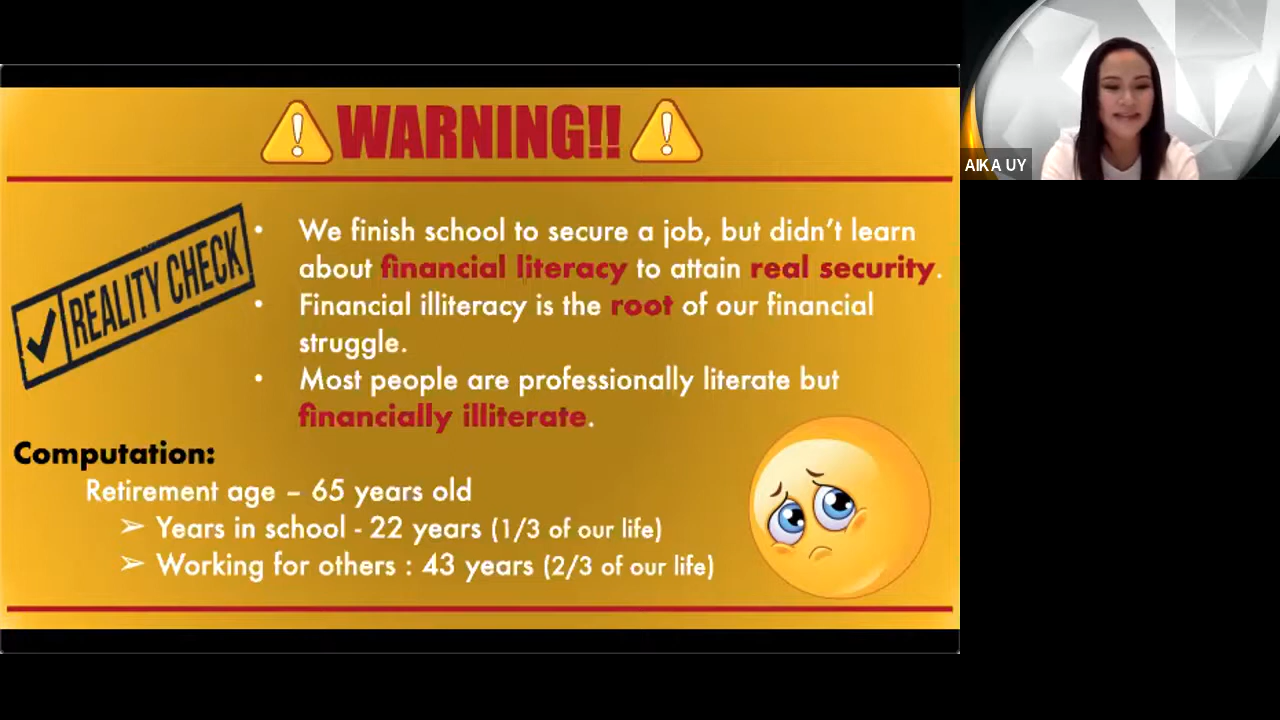 WARNING!!
AIKA UY
REALITY CHECK
• We finish school to secure a job, but didn’t learn
about financial literacy to attain real security.
• Financial illiteracy is the root of our financial
struggle.
• Most people are professionally literate but
financially illiterate.
Computation:
Retirement age – 65 years old
➢ Years in school - 22 years (1/3 of our life)
➢ Working for others : 43 years (2/3 of our life)